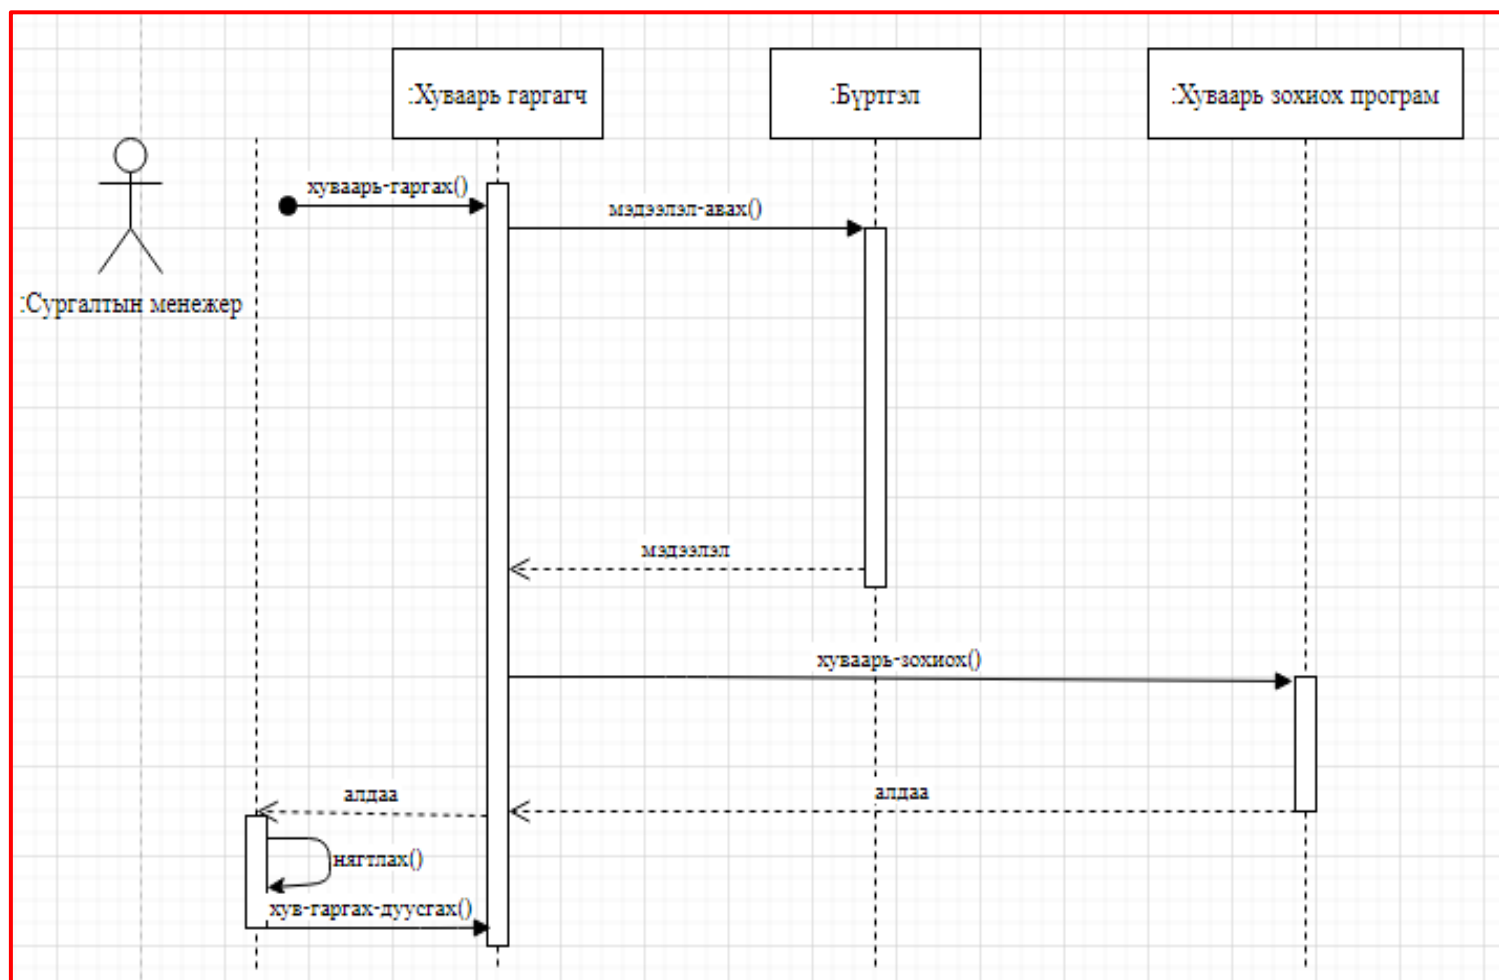 :Хуваарь гаргагч
:Бүртгэл
:Хуваарь зохиох програм
хуваарь-гаргах()
мэдээлэл-авах()
:Сургалтын менежер
мэдээлэл
хуваарь-зохиох()
алдаа
алдаа
нягтлах()
хув-гаргах-дуусгах()